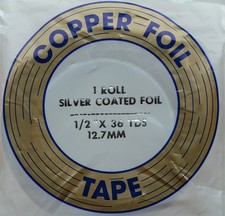 COPPER FOIL
1 ROLL
SILVER COATED FOIL
1/2" X 36 YDS
12.7MM
TAPE